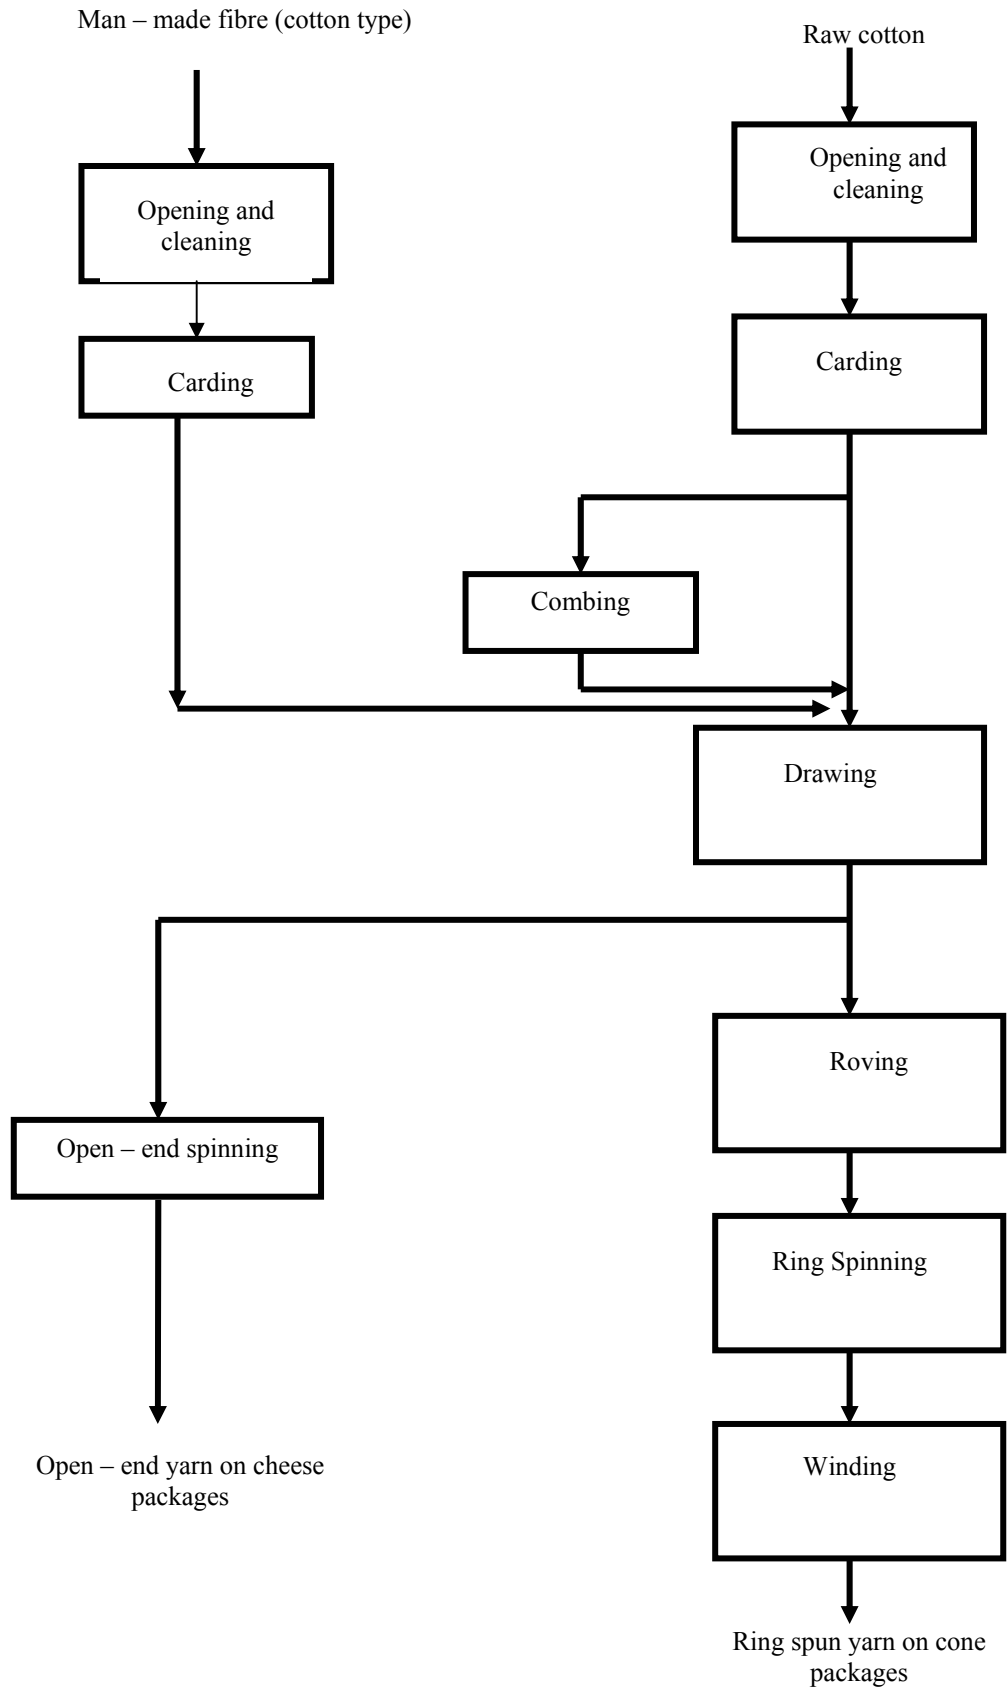 Man – made fibre (cotton type)
Raw cotton
Opening and
cleaning
Opening and
cleaning
Carding
Carding
Combing
Drawing
Roving
Open – end spinning
Ring Spinning
Open – end yarn on cheese
packages
Winding
Ring spun yarn on cone
packages